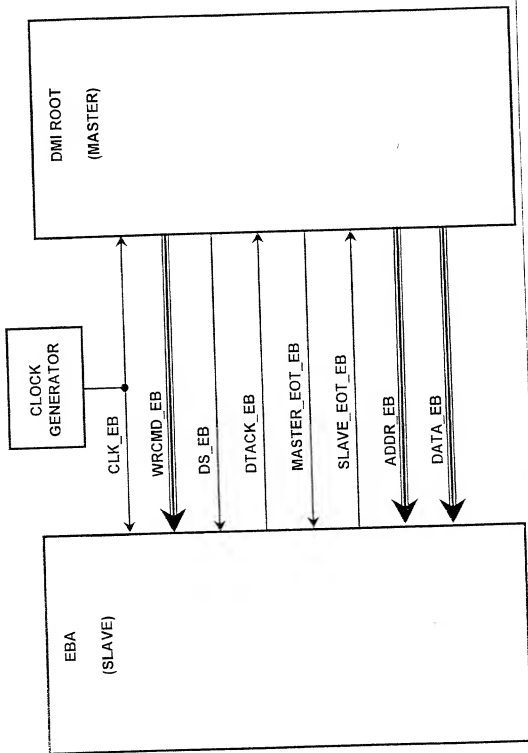 DMI ROOT
(MASTER)
CLOCK
GENERATOR
CLK_EB
WRCMD_EB
DS_EB
DTACK_EB
MASTER_EOT_EB
SLAVE_EOT_EB
ADDR_EB
DATA_EB
EBA
(SLAVE)